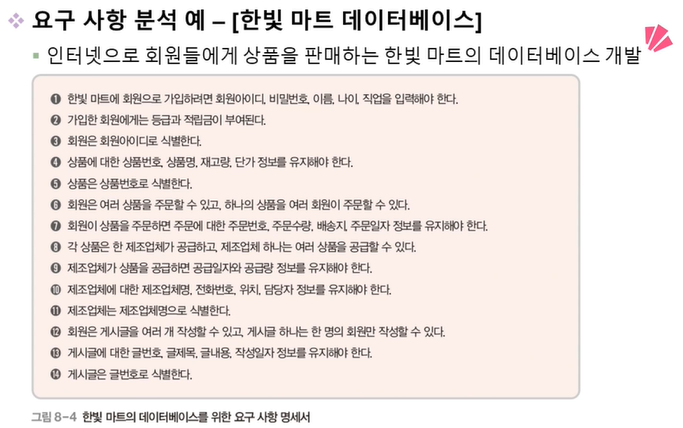 ❖ 요구 사항 분석 예 – [한빛 마트 데이터베이스]
▪ 인터넷으로 회원들에게 상품을 판매하는 한빛 마트의 데이터베이스 개발
❶ 한빛 마트에 회원으로 가입하려면 회원아이디, 비밀번호, 이름, 나이, 직업을 입력해야 한다.
❷ 가입한 회원에게는 등급과 적립금이 부여된다.
❸ 회원은 회원아이디로 식별한다.
❹ 상품에 대한 상품번호, 상품명, 재고량, 단가 정보를 유지해야 한다.
❺ 상품은 상품번호로 식별한다.
❻ 회원은 여러 상품을 주문할 수 있고, 하나의 상품을 여러 회원이 주문할 수 있다.
❼ 회원이 상품을 주문하면 주문에 대한 주문번호, 주문수량, 배송지, 주문일자 정보를 유지해야 한다.
❽ 각 상품은 한 제조업체가 공급하고, 제조업체 하나는 여러 상품을 공급할 수 있다.
❾ 제조업체가 상품을 공급하면 공급일자와 공급량 정보를 유지해야 한다.
❿ 제조업체에 대한 제조업체명, 전화번호, 위치, 담당자 정보를 유지해야 한다.
⓫ 제조업체는 제조업체명으로 식별한다.
⓬ 회원은 게시글을 여러 개 작성할 수 있고, 게시글 하나는 한 명의 회원만 작성할 수 있다.
⓭ 게시글에 대한 글번호, 글제목, 글내용, 작성일자 정보를 유지해야 한다.
⓮ 게시글은 글번호로 식별한다.
그림 8-4 한빛 마트의 데이터베이스를 위한 요구 사항 명세서